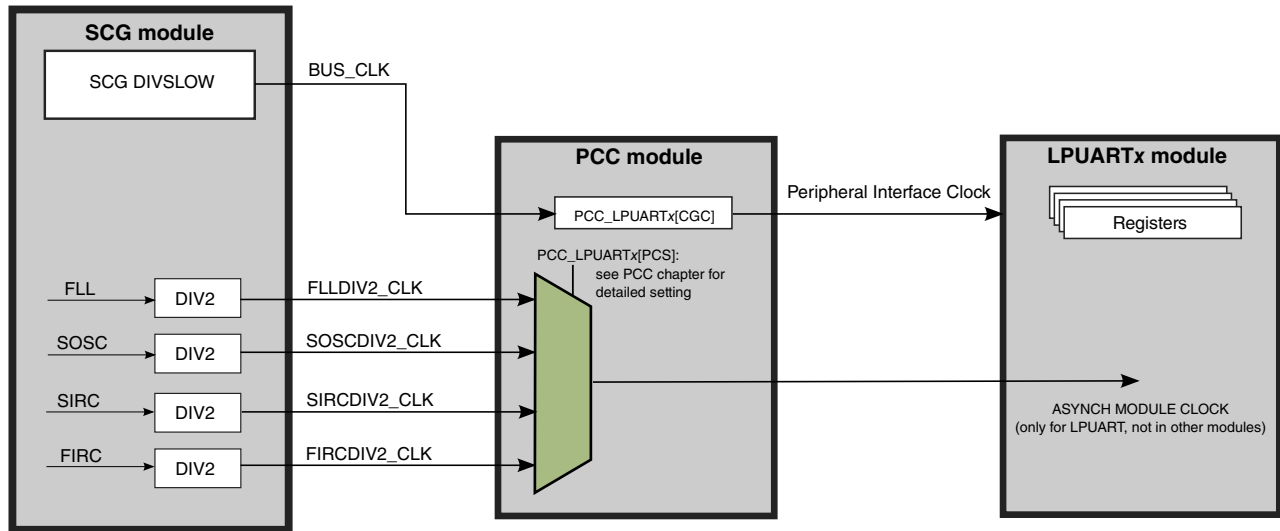 SCG module
SCG DIVSLOW
BUS_CLK
PCC module
LPUARTx module
PCC_LPUARTx[CGC]
Peripheral Interface Clock
Registers
PCC_LPUARTx[PCS]:
see PCC chapter for
detailed setting
FLL
DIV2
FLLDIV2_CLK
SOSC
DIV2
SOSCDIV2_CLK
SIRC
DIV2
SIRCDIV2_CLK
FIRC
DIV2
FIRCDIV2_CLK
ASYNCH MODULE CLOCK
(only for LPUART, not in other modules)